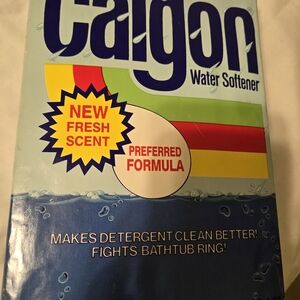 Calgon
Water Softener
NEW
FRESH
SCENT
PREFERRED
FORMULA
MAKES DETERGENT CLEAN BETTER!
FIGHTS BATHTUB RING!